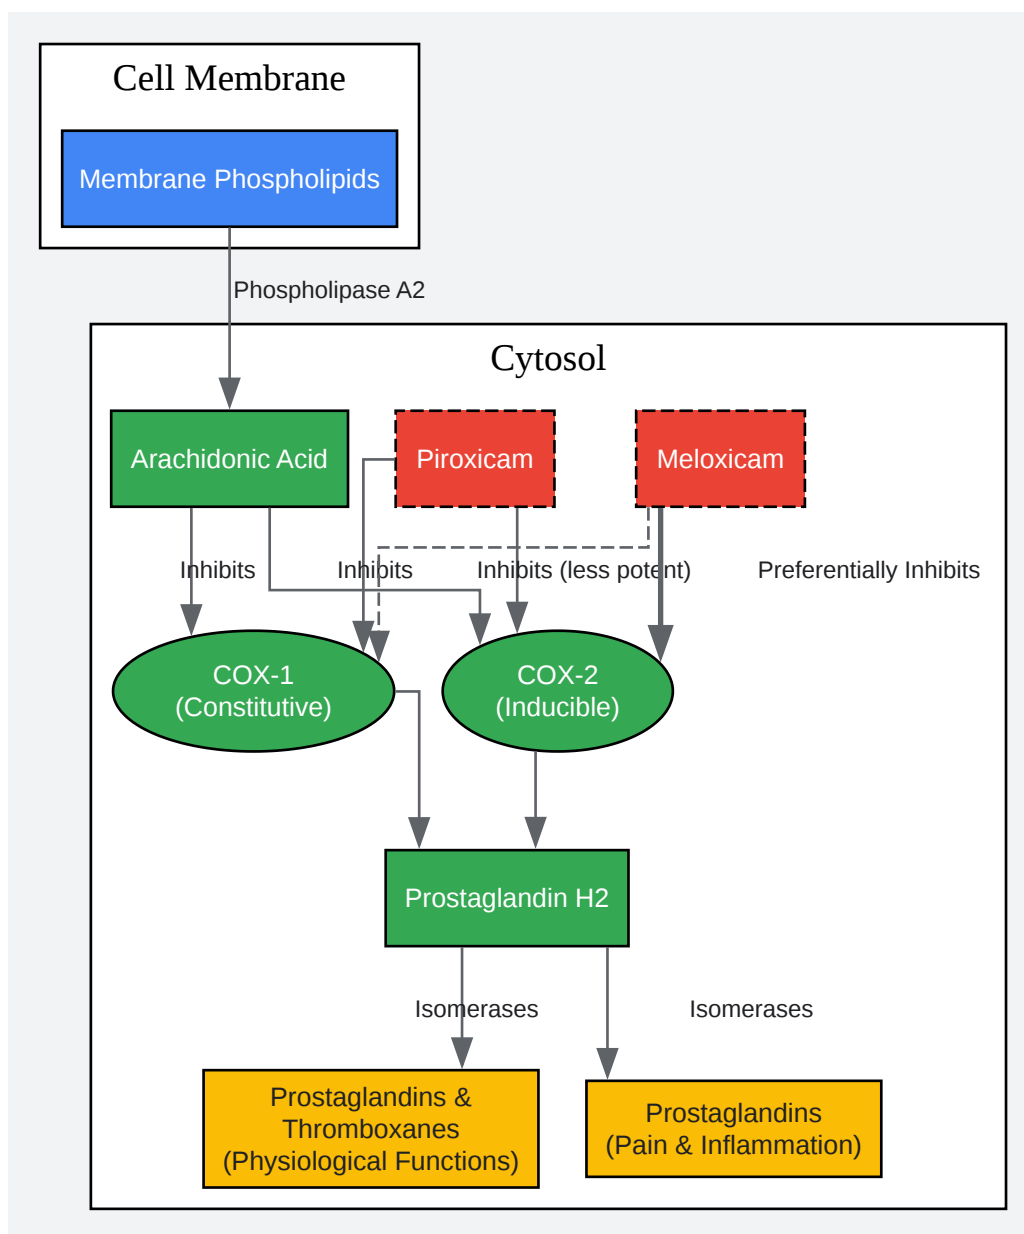 Cell Membrane
Membrane Phospholipids
Phospholipase A2
Cytosol
Arachidonic Acid
Piroxicam
Meloxicam
Inhibits
Inhibits
Inhibits (less potent)
Preferentially Inhibits
COX-1
(Constitutive)
COX-2
(Inducible)
Prostaglandin H2
Isomerases
Isomerases
Prostaglandins &
Thromboxanes
(Physiological Functions)
Prostaglandins
(Pain & Inflammation)